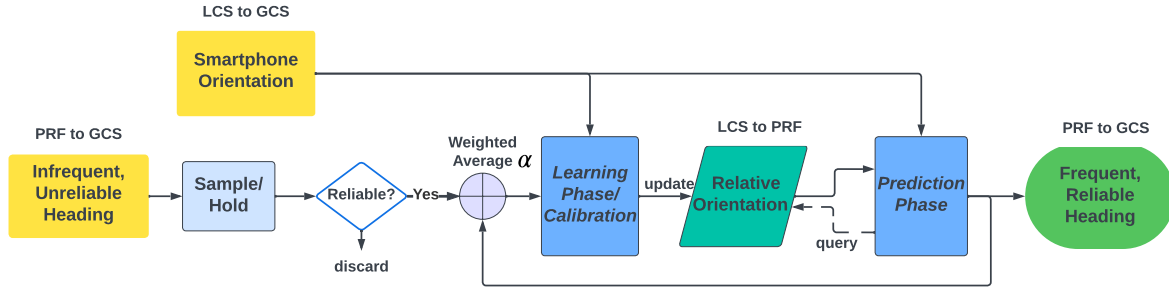 LCS to GCS
Smartphone
Orientation
PRF to GCS
Infrequent,
Unreliable
Heading
Sample/
Hold
Reliable?
Yes
discard
Weighted
Average α
Learning
Phase/
Calibration
update
LCS to PRF
Relative
Orientation
query
Prediction
Phase
PRF to GCS
Frequent,
Reliable
Heading